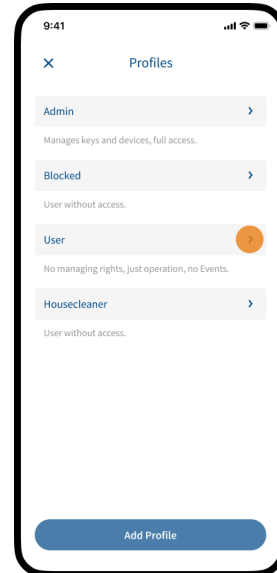 9:41
Profiles
Admin
Manages keys and devices, full access.
Blocked
User without access.
User
No managing rights, just operation, no Events.
Housecleaner
User without access.
Add Profile